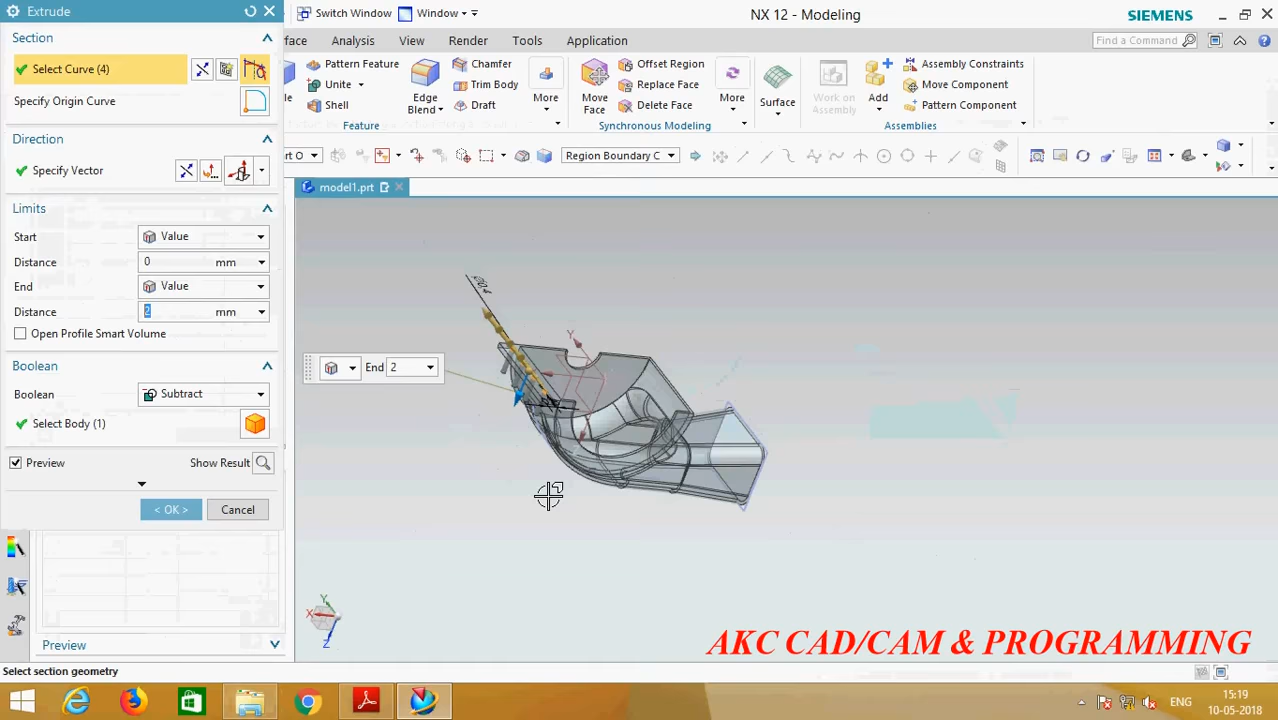 Extrude
Switch Window
Window
NX 12 - Modeling
SIEMENS
Section
face
Analysis
View
Render
Tools
Application
Find a Command
Select Curve (4)
Pattern Feature
Unite
Shell
Edge
Blend
Chamfer
Trim Body
Draft
More
Move
Face
Offset Region
Replace Face
Delete Face
More
Surface
Work on
Assembly
Add
Assembly Constraints
Move Component
Pattern Component
Specify Origin Curve
Feature
Synchronous Modeling
Assemblies
Direction
Region Boundary C
Specify Vector
model1.prt
Limits
Start
Value
Distance
0
mm
End
Value
Distance
2
mm
Open Profile Smart Volume
Boolean
Boolean
Subtract
Select Body (1)
Preview
Show Result
< OK >
Cancel
End 2
Y
X
Y
Z
Preview
AKC CAD/CAM & PROGRAMMING
Select section geometry
ENG
15:19
10-05-2018